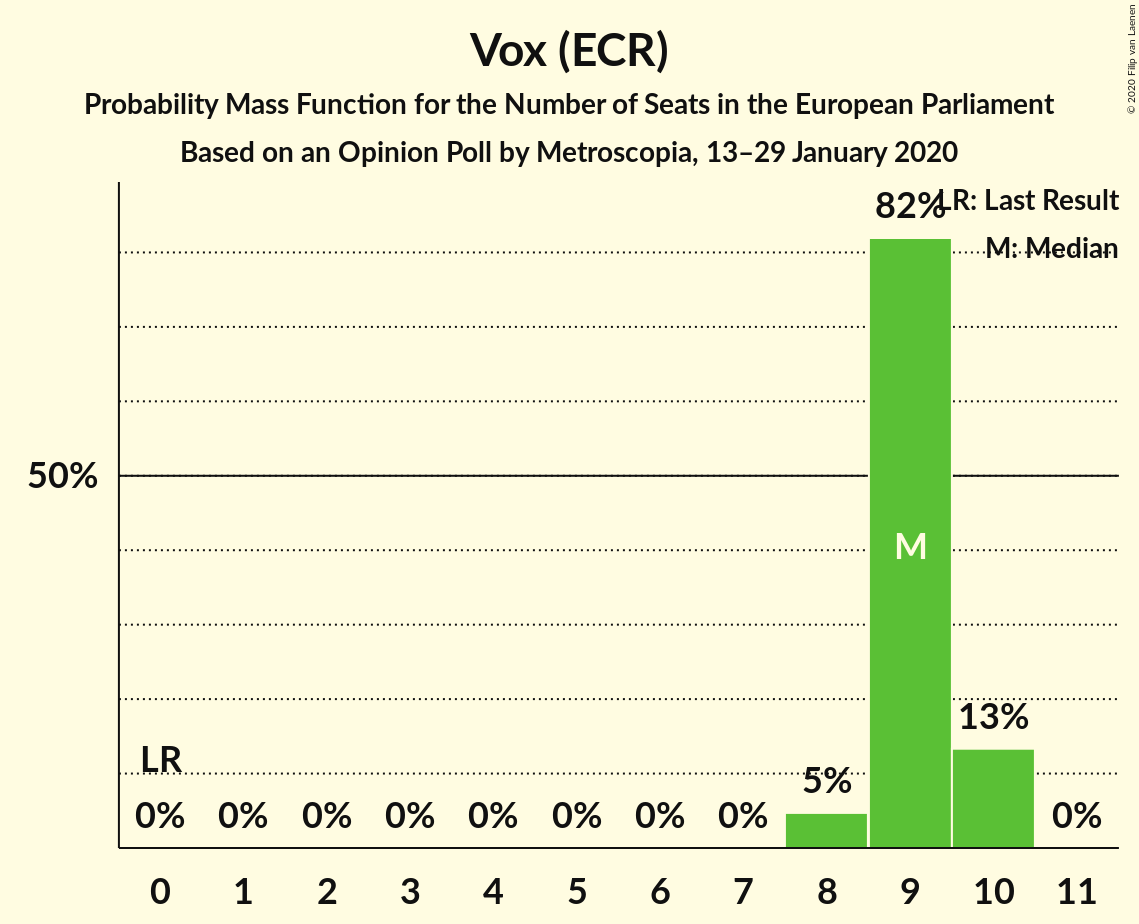 Vox (ECR)
Probability Mass Function for the Number of Seats in the European Parliament
Based on an Opinion Poll by Metroscopia, 13–29 January 2020
© 2020 Filip van Laenen
LR: Last Result
M: Median
82%
50%
M
13%
LR
5%
0% 0% 0% 0% 0% 0% 0% 0% 0%
0 1 2 3 4 5 6 7 8 9 10 11